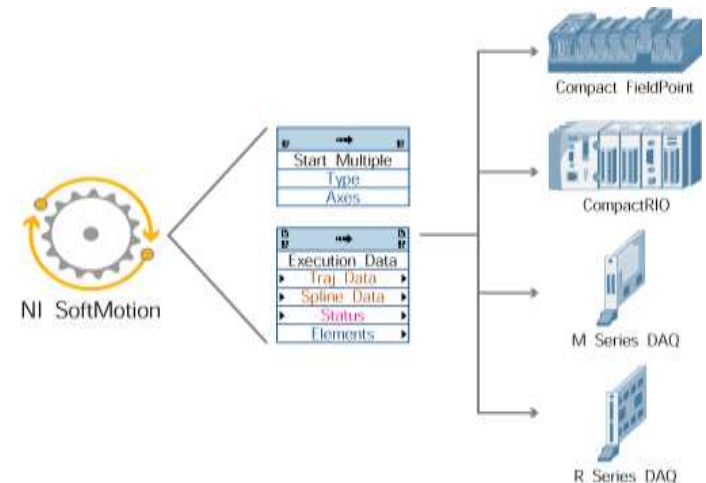 NI SoftMotion
Start Multiple
Type
Axes
Execution Data
Traj Data
Spline Data
Status
Elements
Compact FieldPoint
CompactRIO
M Series DAQ
R Series DAQ